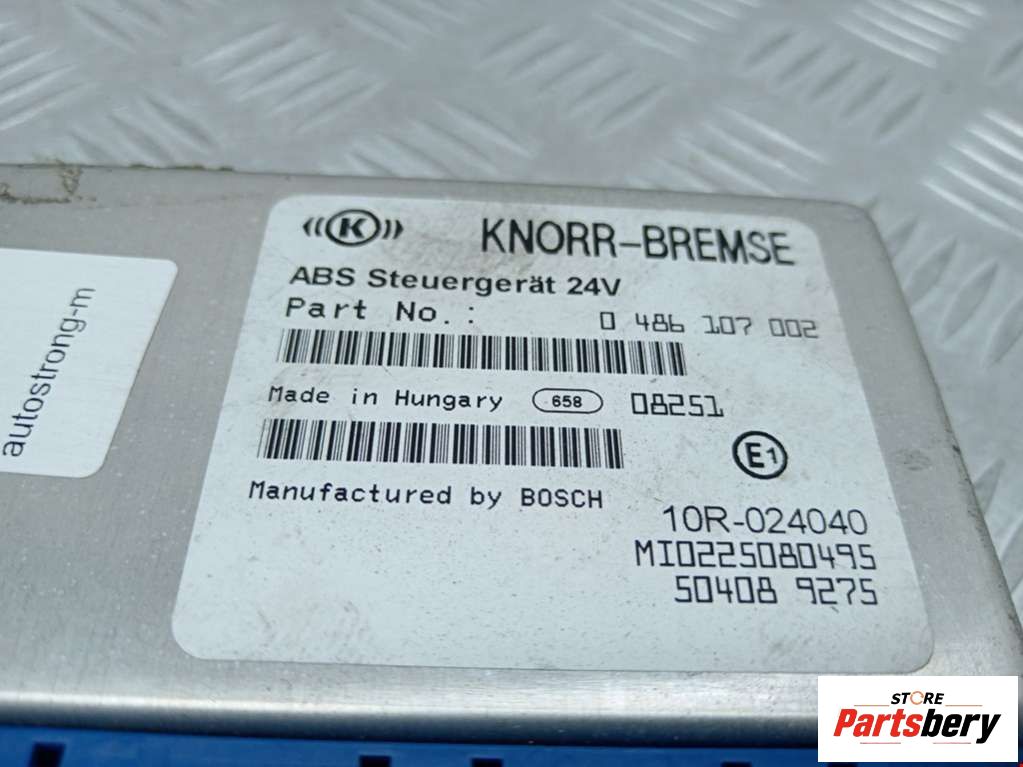 K KNORR-BREMSE
ABS Steuergerät 24V
Part No.: 0 486 107 002
Made in Hungary 658 08251
E1
Manufactured by BOSCH
10R-024040
MI0225080495
50408 9275
autostrong-m
STORE
Partsbery